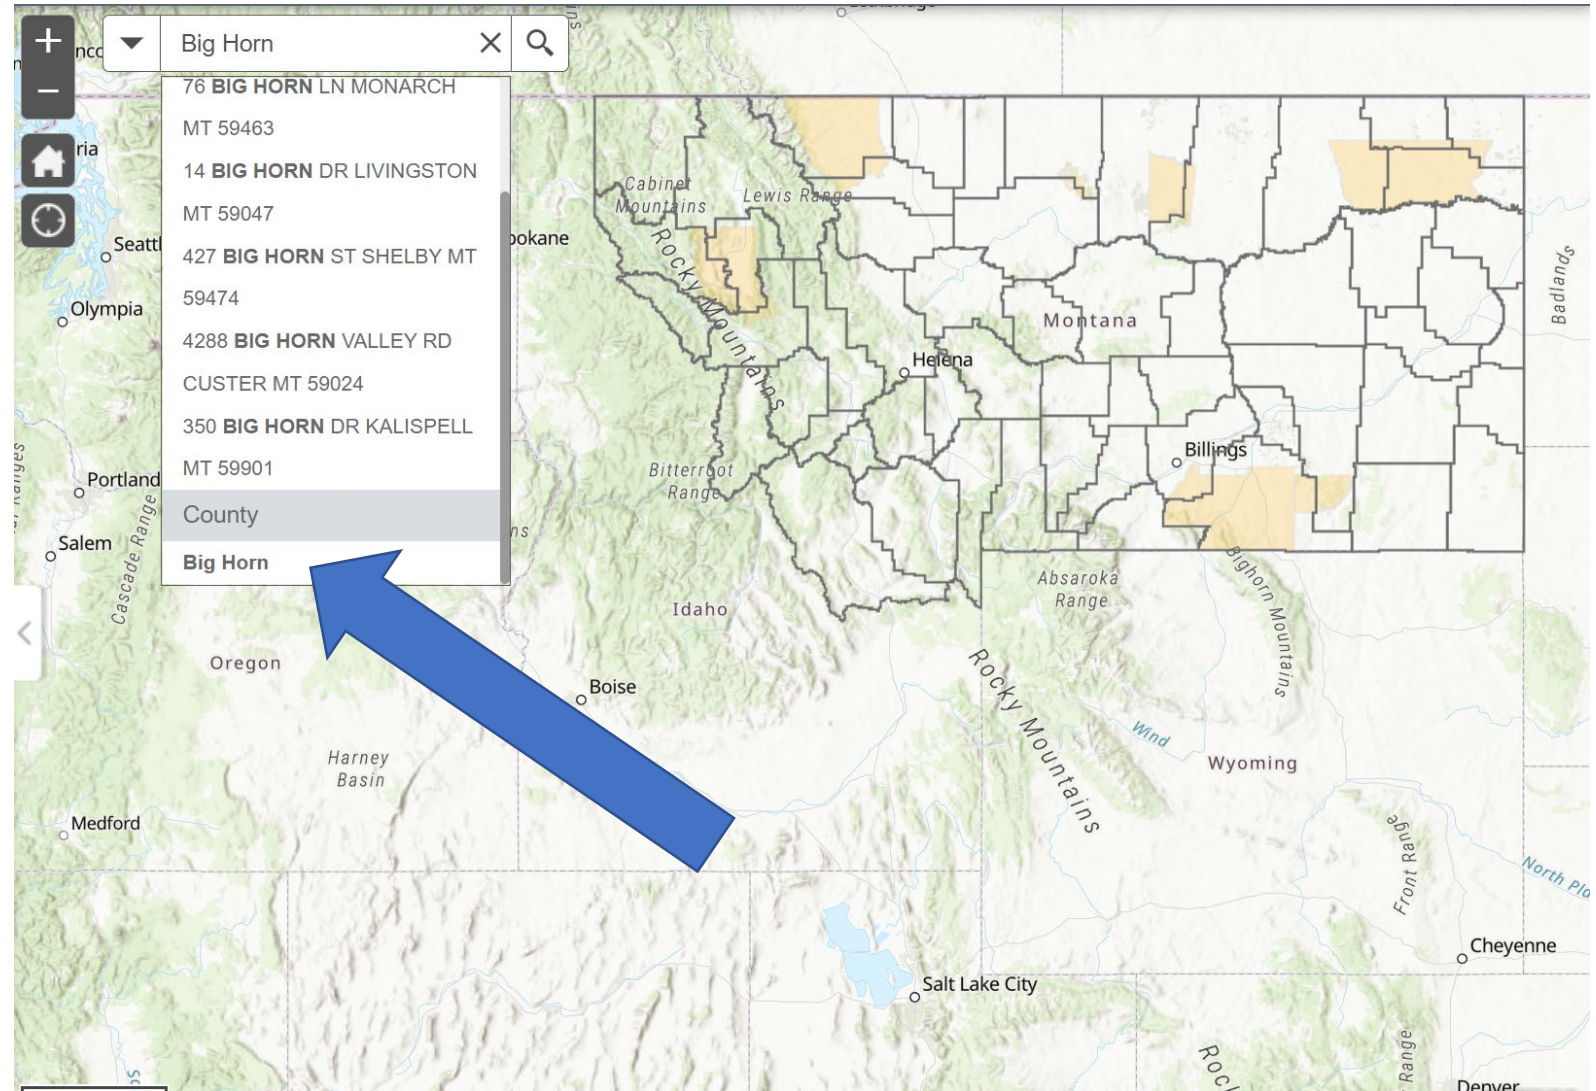 Big Horn
76 BIG HORN LN MONARCH
MT 59463
14 BIG HORN DR LIVINGSTON
MT 59047
427 BIG HORN ST SHELBY MT
59474
4288 BIG HORN VALLEY RD
CUSTER MT 59024
350 BIG HORN DR KALISPELL
MT 59901
County
Big Horn
Cabinet
Mountains
Lewis Range
Rocky Mountains
Montana
Helena
Billings
Badlands
Bitterroot
Range
Seattl
pokane
Olympia
Portland
Salem
Cascade Range
Absaroka
Range
Bighorn Mountains
Idaho
Oregon
Boise
Rocky Mountains
Wind
Wyoming
Harney
Basin
Medford
Front Range
North Pla
Cheyenne
Salt Lake City
Roc
Range
Denver